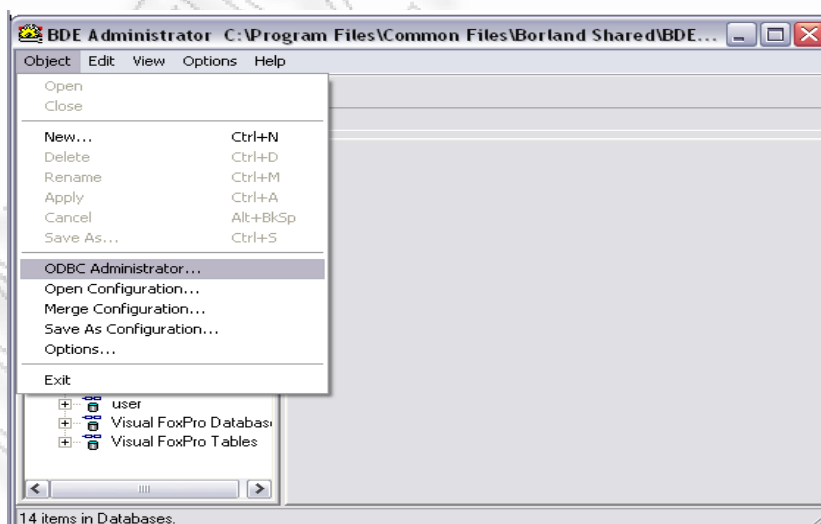 BDE Administrator C:\Program Files\Common Files\Borland Shared\BDE...
Object Edit View Options Help
Open
Close
New... Ctrl+N
Delete Ctrl+D
Rename Ctrl+M
Apply Ctrl+A
Cancel Alt+BkSp
Save As... Ctrl+S
ODBC Administrator...
Open Configuration...
Merge Configuration...
Save As Configuration...
Options...
Exit
user
Visual FoxPro Databas
Visual FoxPro Tables
14 items in Databases.